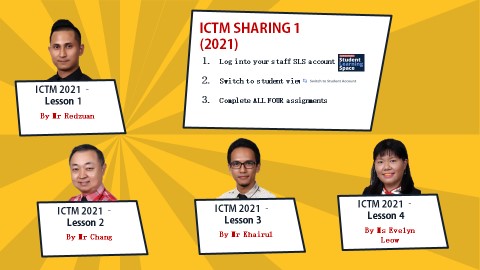 ICTM SHARING 1
(2021)
1. Log into your staff SLS account
Student
Learning
Space
2. Switch to student view
Switch to Student Account
3. Complete ALL FOUR assignments
ICTM 2021 -
Lesson 1
By Mr Redzuan
ICTM 2021 -
Lesson 2
By Mr Chang
ICTM 2021 -
Lesson 3
By Mr Khairul
ICTM 2021 -
Lesson 4
By Ms Evelyn
Leow